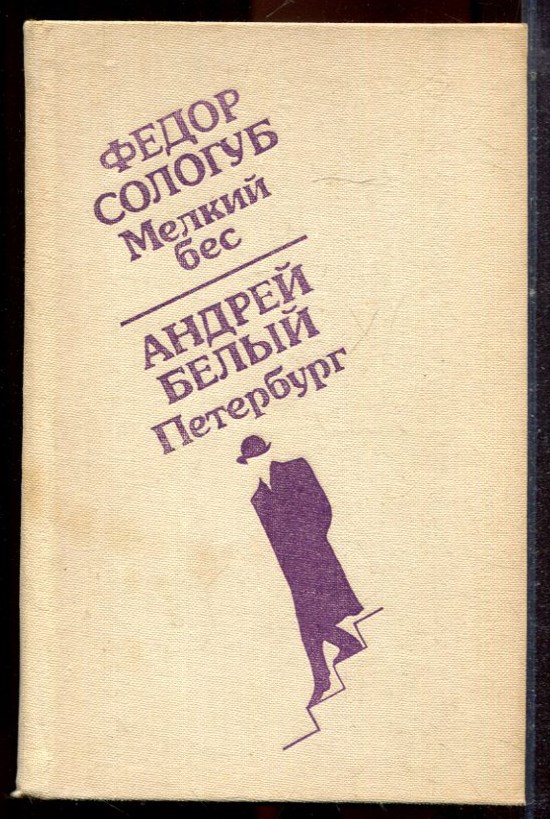 ФЕДОР
СОЛОГУБ
Мелкий
бес
АНДРЕЙ
БЕЛЫЙ
Петербург